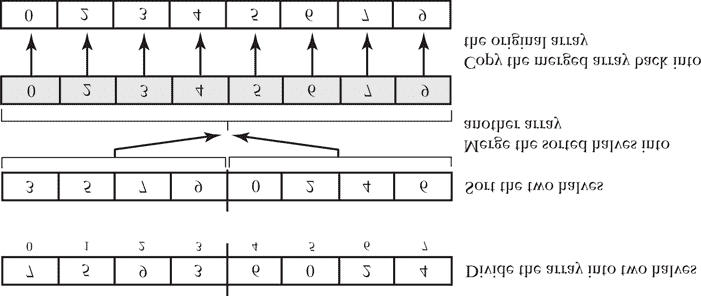 7 5 9 3 6 0 2 4 Divide the array into two halves
0 1 2 3 4 5 6 7
3 5 7 9 0 2 4 6 Sort the two halves
Merge the sorted halves into
another array
0 2 3 4 5 6 7 9
Copy the merged array back into
the original array
0 2 3 4 5 6 7 9